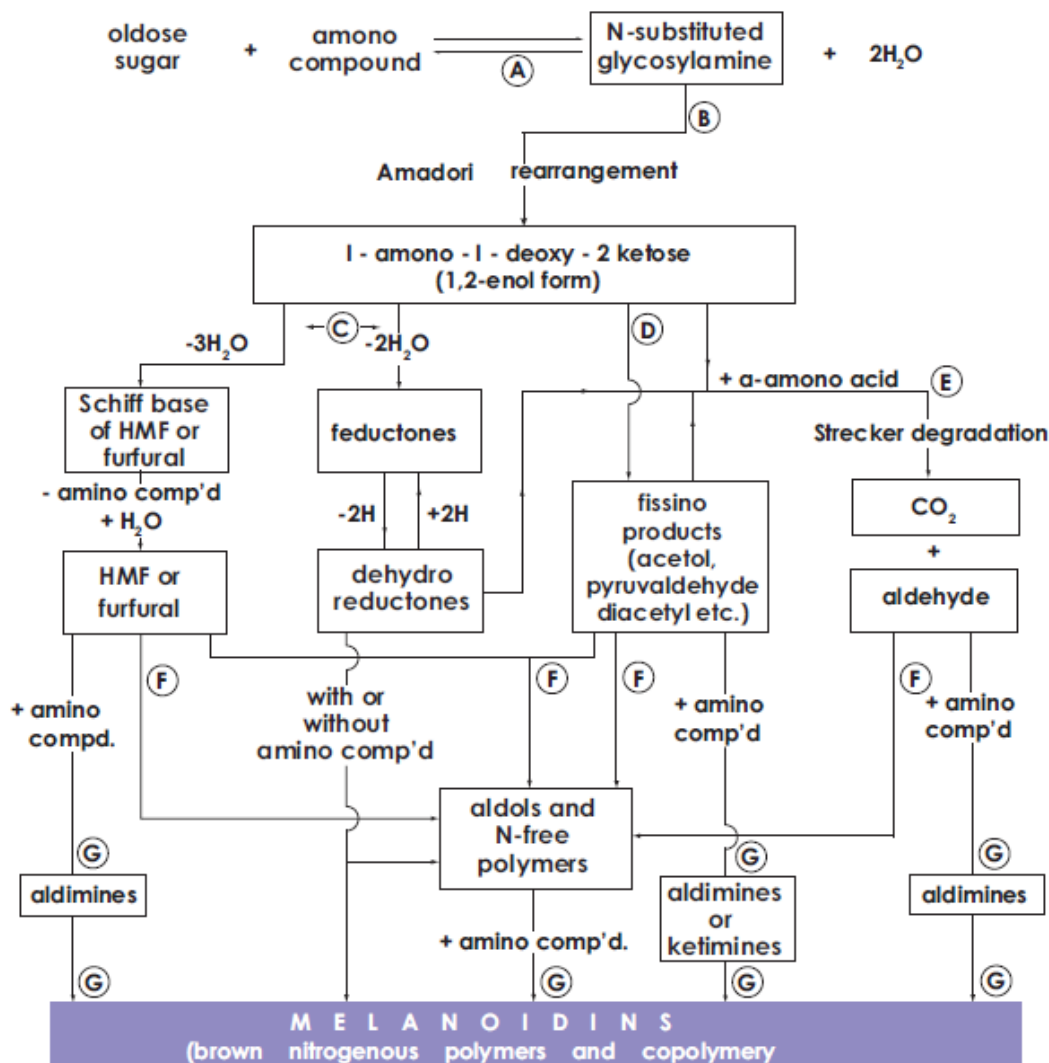 oldose
sugar
+
amono
compound
A
N-substituted
glycosylamine
+
2H₂O
B
Amadori rearrangement
I - amono - I - deoxy - 2 ketose
(1,2-enol form)
C
D
-3H₂O
-2H₂O
+ a-amono acid
E
Schiff base
of HMF or
furfural
feductones
Strecker degradation
- amino comp'd
+ H₂O
-2H
+2H
fissino
products
(acetol,
pyruvaldehyde
diacetyl etc.)
CO₂
+
HMF or
furfural
dehydro
reductones
aldehyde
F
F
F
F
+ amino
compd.
with or
without
amino comp'd
+ amino
comp'd
+ amino
comp'd
aldols and
N-free
polymers
G
G
G
aldimines
aldimines
or
ketimines
aldimines
+ amino comp'd.
G
G
G
G
M E L A N O I D I N S
(brown nitrogenous polymers and copolymery